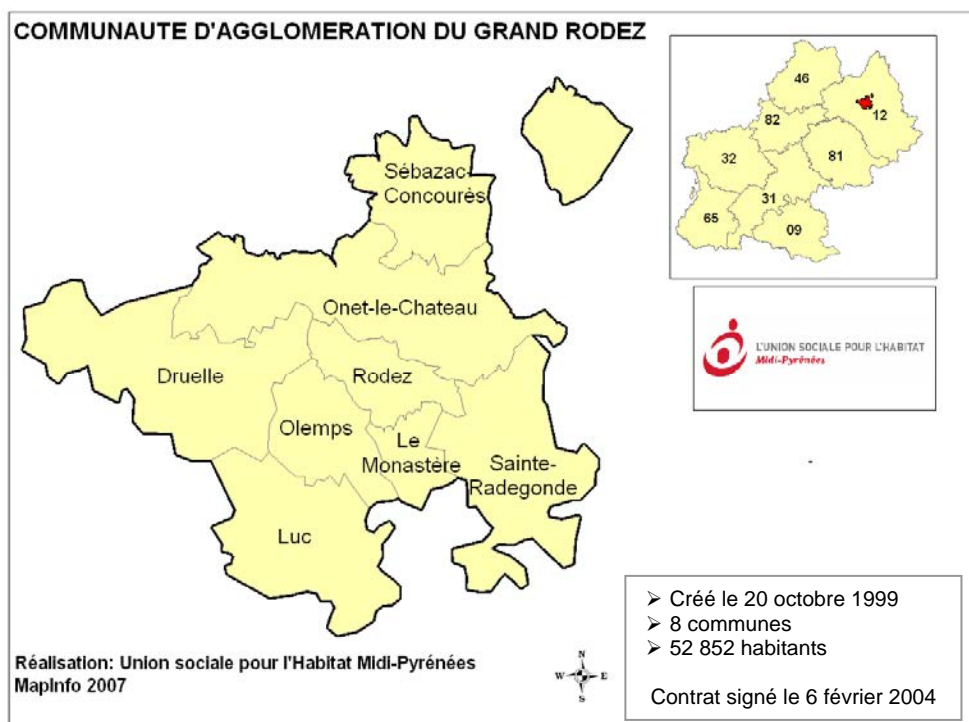 COMMUNAUTE D'AGGLOMERATION DU GRAND RODEZ
46
12
82
32
81
31
65
09
Sébazac-
Concourès
Onet-le-Chateau
L'UNION SOCIALE POUR L'HABITAT
Midi-Pyrénées
Druelle
Rodez
Olemps
Le
Monastère
Sainte-
Radegonde
Luc
➢ Créé le 20 octobre 1999
➢ 8 communes
➢ 52 852 habitants
Contrat signé le 6 février 2004
Réalisation: Union sociale pour l'Habitat Midi-Pyrénées
MapInfo 2007
N
W
E
S